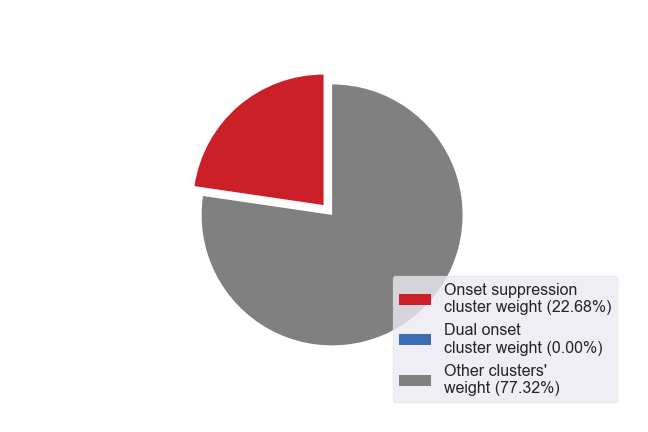 Onset suppression
cluster weight (22.68%)
Dual onset
cluster weight (0.00%)
Other clusters'
weight (77.32%)